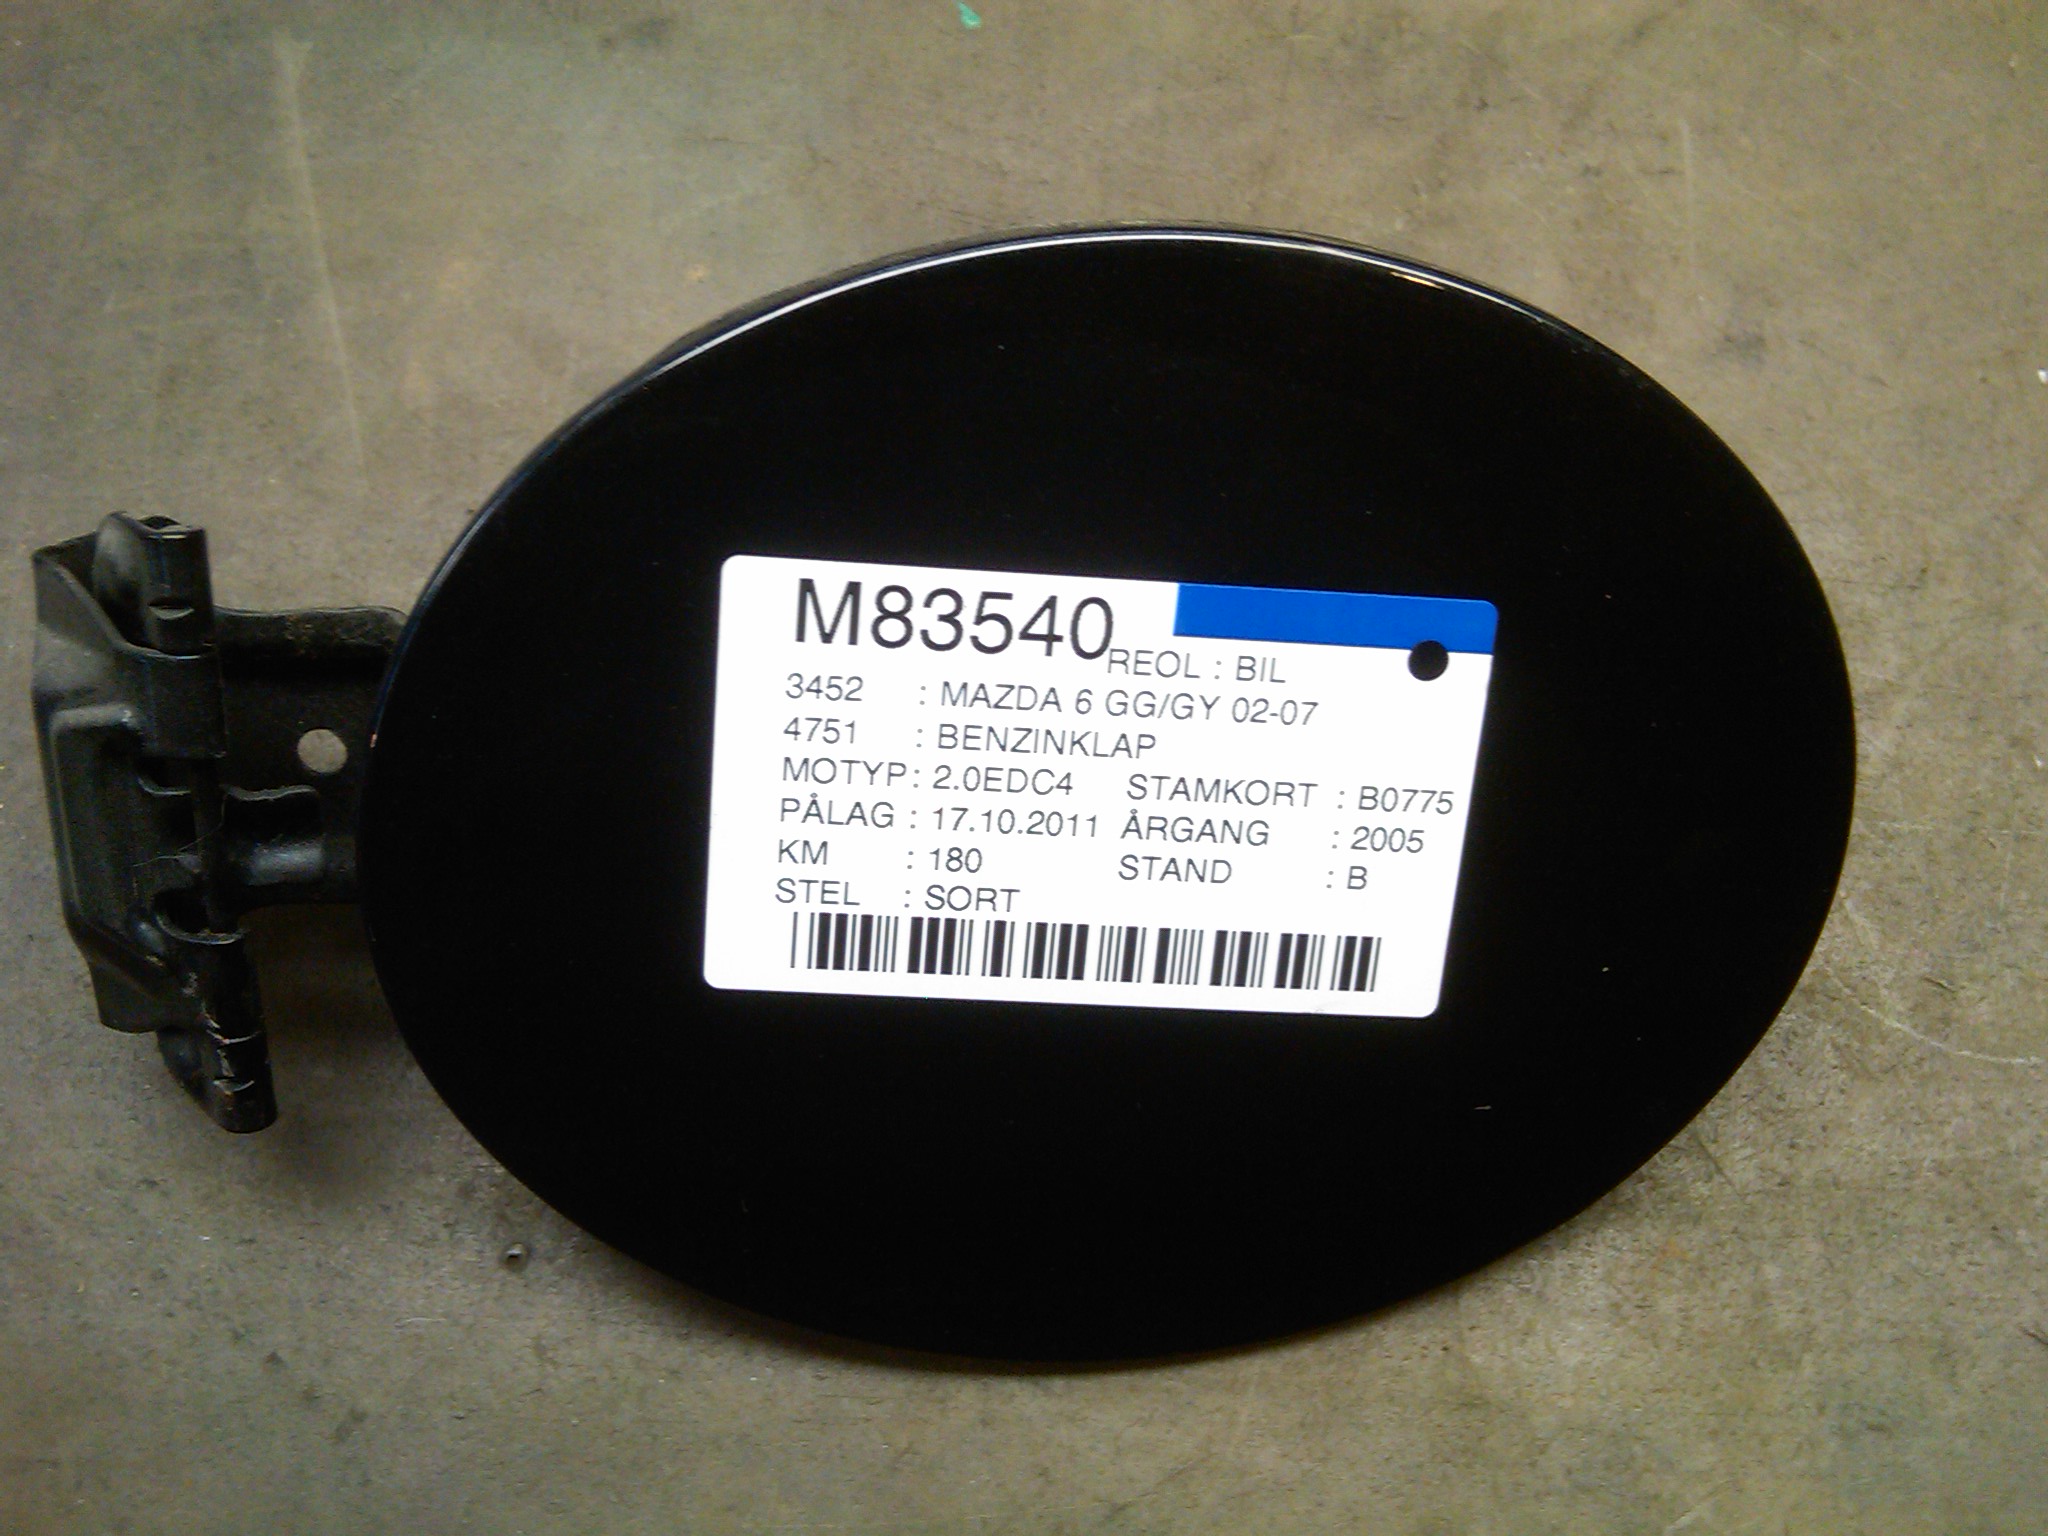 M83540 REOL : BIL
3452 : MAZDA 6 GG/GY 02-07
4751 : BENZINKLAP
MOTYP : 2.0EDC4 STAMKORT : B0775
PÅLAG : 17.10.2011 ÅRGANG : 2005
KM : 180 STAND : B
STEL : SORT